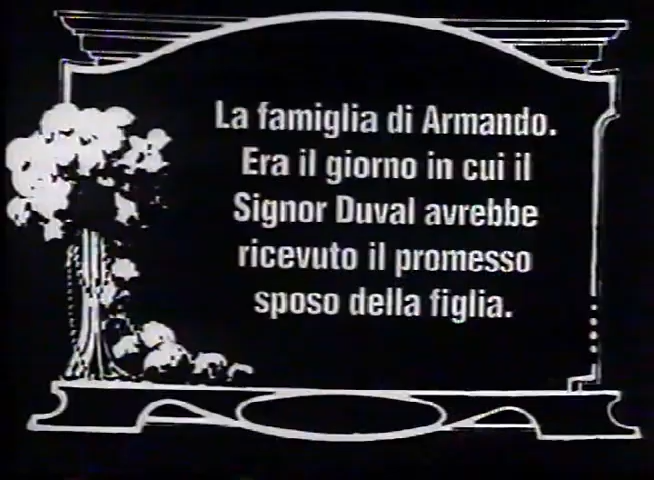 La famiglia di Armando.
Era il giorno in cui il
Signor Duval avrebbe
ricevuto il promesso
sposo della figlia.